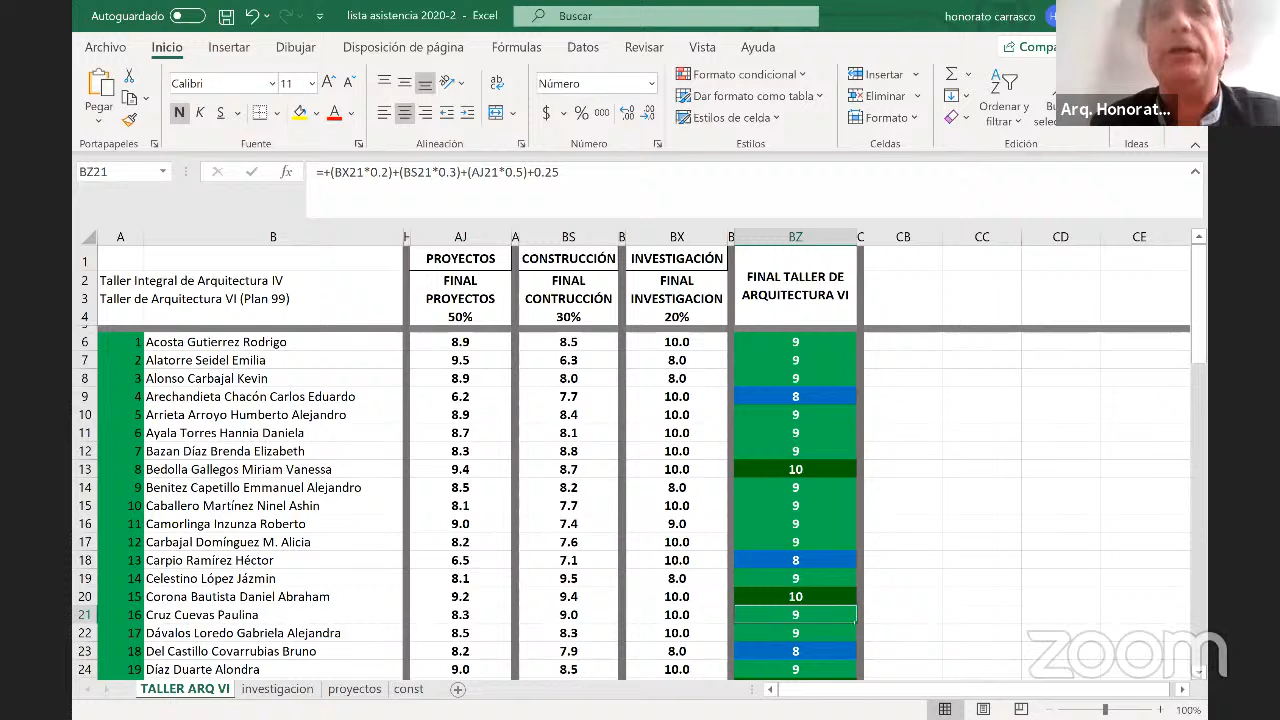 Autoguardado lista asistencia 2020-2 - Excel Buscar honorato carrasco H
Archivo Inicio Insertar Dibujar Disposición de página Fórmulas Datos Revisar Vista Ayuda
Pegar Calibri 11 Número Formato condicional Dar formato como tabla Estilos de celda Insertar Eliminar Formato Ordenar y filtrar
N K S $ % 000
Portapapeles Fuente Alineación Número Estilos Celdas Ideas
Arq. Honorat...
BZ21 fx =+(BX21*0.2)+(BS21*0.3)+(AJ21*0.5)+0.25
A B AJ A BS B BX B BZ C CB CC CD CE
1 PROYECTOS CONSTRUCCIÓN INVESTIGACIÓN FINAL TALLER DE ARQUITECTURA VI
2 Taller Integral de Arquitectura IV FINAL FINAL FINAL
3 Taller de Arquitectura VI (Plan 99) PROYECTOS CONTRUCCIÓN INVESTIGACION
4 50% 30% 20%
6 1 Acosta Gutierrez Rodrigo 8.9 8.5 10.0 9
7 2 Alatorre Seidel Emilia 9.5 6.3 8.0 9
8 3 Alonso Carbajal Kevin 8.9 8.0 8.0 9
9 4 Arechandieta Chacón Carlos Eduardo 6.2 7.7 10.0 8
10 5 Arrieta Arroyo Humberto Alejandro 8.9 8.4 10.0 9
11 6 Ayala Torres Hannia Daniela 8.7 8.1 10.0 9
12 7 Bazan Díaz Brenda Elizabeth 8.3 8.8 10.0 9
13 8 Bedolla Gallegos Miriam Vanessa 9.4 8.7 10.0 10
14 9 Benitez Capetillo Emmanuel Alejandro 8.5 8.2 8.0 9
15 10 Caballero Martínez Ninel Ashin 8.1 7.7 10.0 9
16 11 Camorlinga Inzunza Roberto 9.0 7.4 9.0 9
17 12 Carbajal Domínguez M. Alicia 8.2 7.6 10.0 9
18 13 Carpio Ramírez Héctor 6.5 7.1 10.0 8
19 14 Celestino López Jázmin 8.1 9.5 8.0 9
20 15 Corona Bautista Daniel Abraham 9.2 9.4 10.0 10
21 16 Cruz Cuevas Paulina 8.3 9.0 10.0 9
22 17 Dávalos Loredo Gabriela Alejandra 8.5 8.3 10.0 9
23 18 Del Castillo Covarrubias Bruno 8.2 7.9 8.0 8
24 19 Díaz Duarte Alondra 9.0 8.5 10.0 9
TALLER ARQ VI investigacion proyectos const
zoom
100%